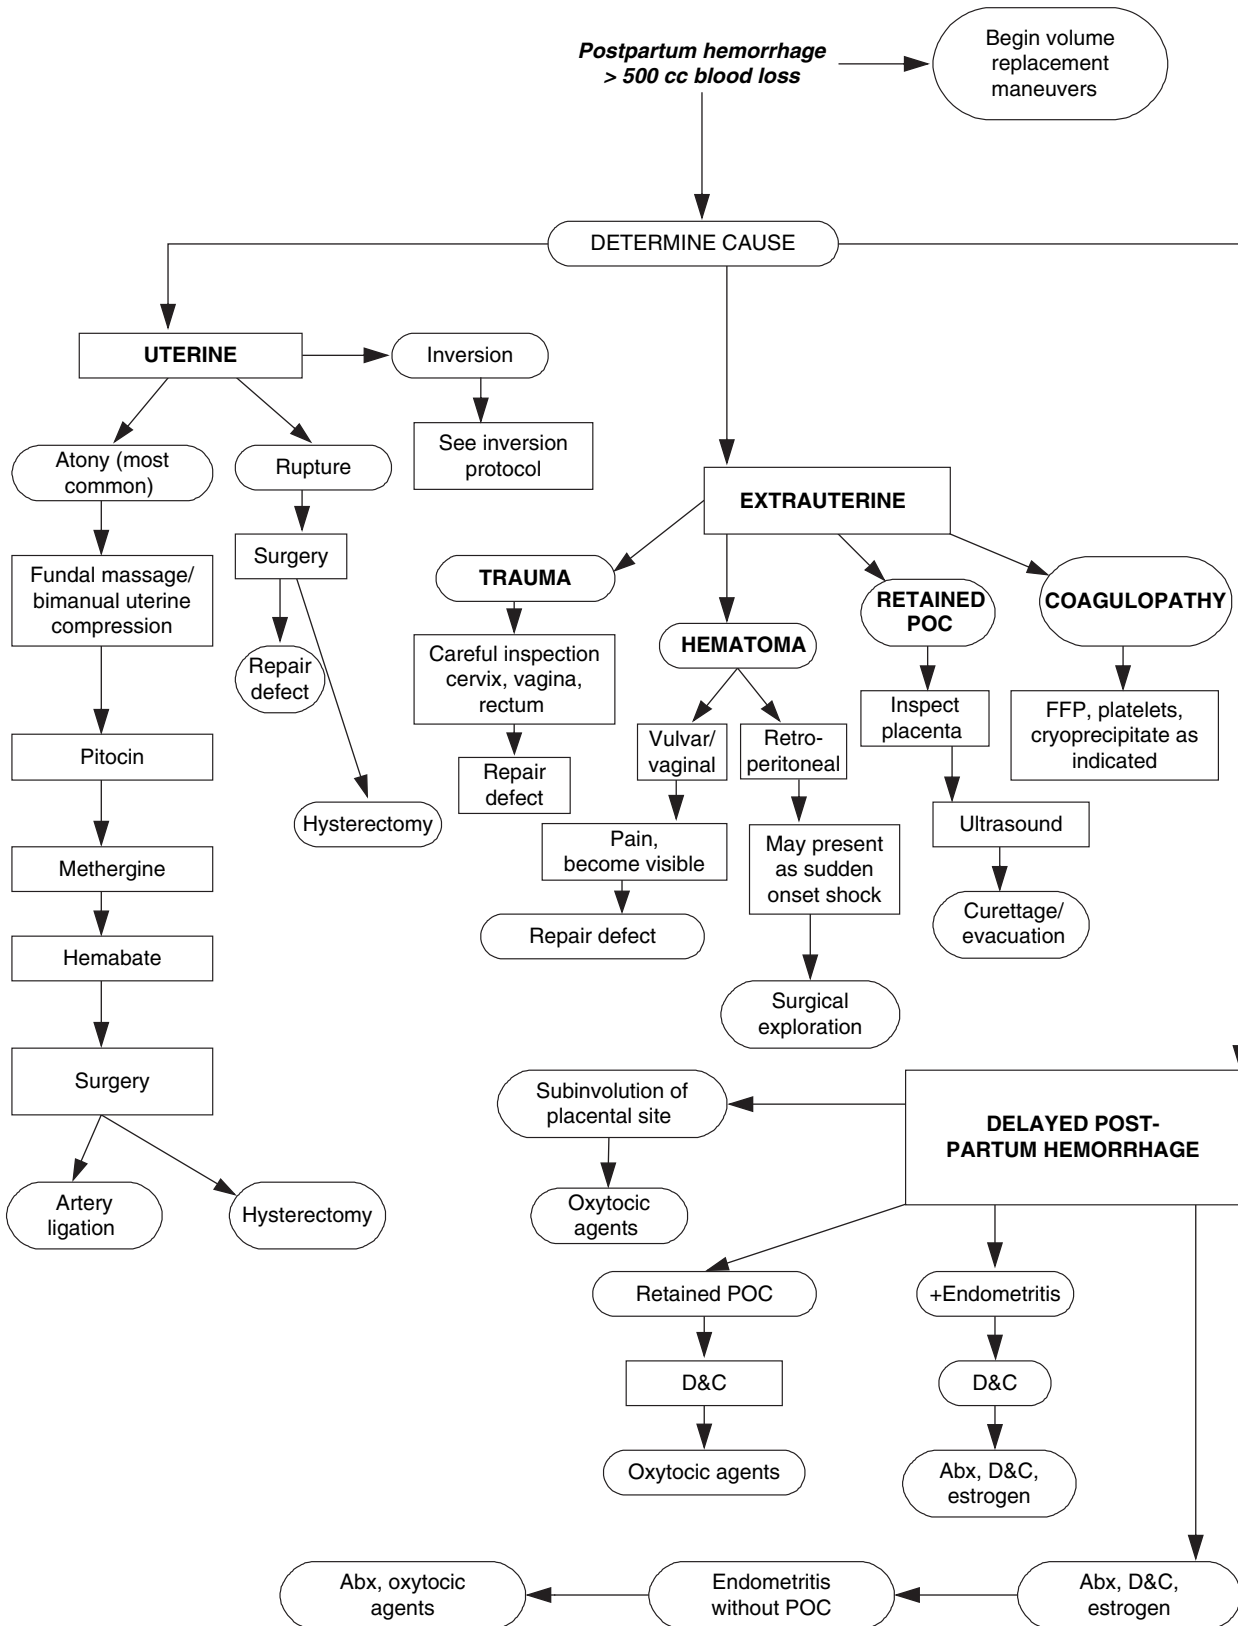 Postpartum hemorrhage
> 500 cc blood loss
Begin volume
replacement
maneuvers
DETERMINE CAUSE
UTERINE
Inversion
See inversion
protocol
Atony (most
common)
Rupture
Fundal massage/
bimanual uterine
compression
Surgery
Repair
defect
Hysterectomy
Pitocin
Methergine
Hemabate
Surgery
Artery
ligation
Hysterectomy
EXTRAUTERINE
TRAUMA
Careful inspection
cervix, vagina,
rectum
Repair
defect
HEMATOMA
Vulvar/
vaginal
Pain,
become visible
Repair defect
Retro-
peritoneal
May present
as sudden
onset shock
Surgical
exploration
RETAINED
POC
Inspect
placenta
Ultrasound
Curettage/
evacuation
COAGULOPATHY
FFP, platelets,
cryoprecipitate as
indicated
DELAYED POST-
PARTUM HEMORRHAGE
Subinvolution of
placental site
Oxytocic
agents
Retained POC
D&C
Oxytocic agents
+Endometritis
D&C
Abx, D&C,
estrogen
Abx, D&C,
estrogen
Endometritis
without POC
Abx, oxytocic
agents